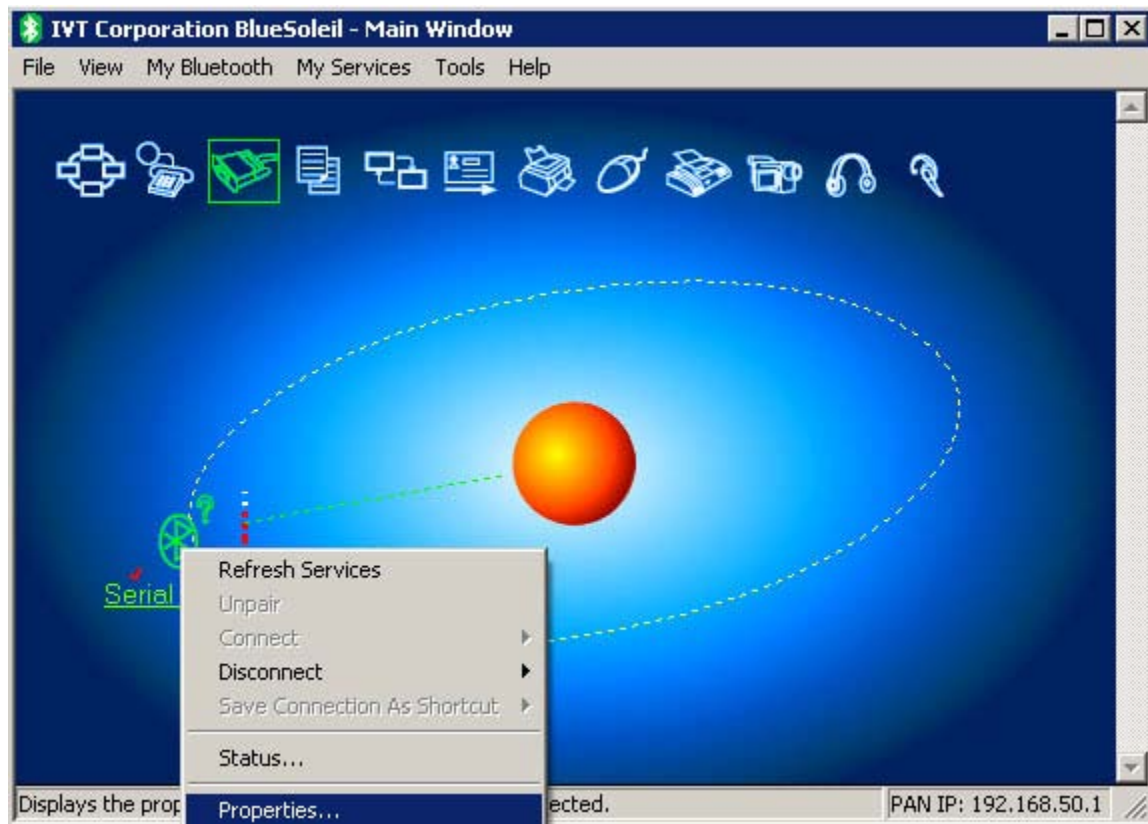 IVT Corporation BlueSoleil - Main Window
File View My Bluetooth My Services Tools Help
Serial
Refresh Services
Unpair
Connect
Disconnect
Save Connection As Shortcut
Status...
Properties...
Displays the prop
ected.
PAN IP: 192.168.50.1